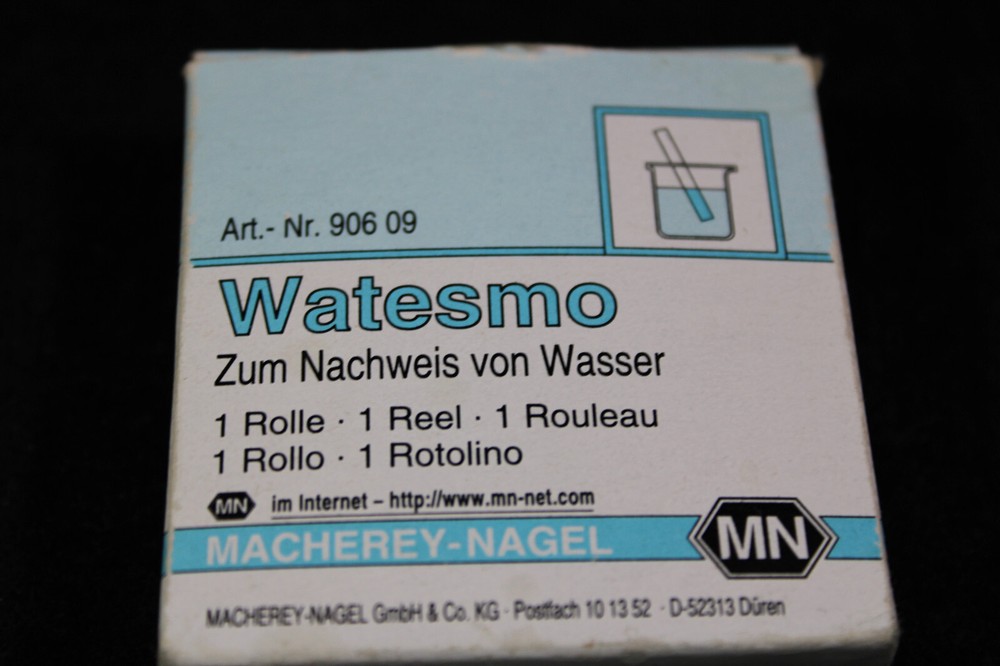 Art.- Nr. 906 09
Watesmo
Zum Nachweis von Wasser
1 Rolle · 1 Reel · 1 Rouleau
1 Rollo · 1 Rotolino
MN im Internet – http://www.mn-net.com
MACHEREY-NAGEL MN
MACHEREY-NAGEL GmbH & Co. KG · Postfach 10 13 52 · D-52313 Düren